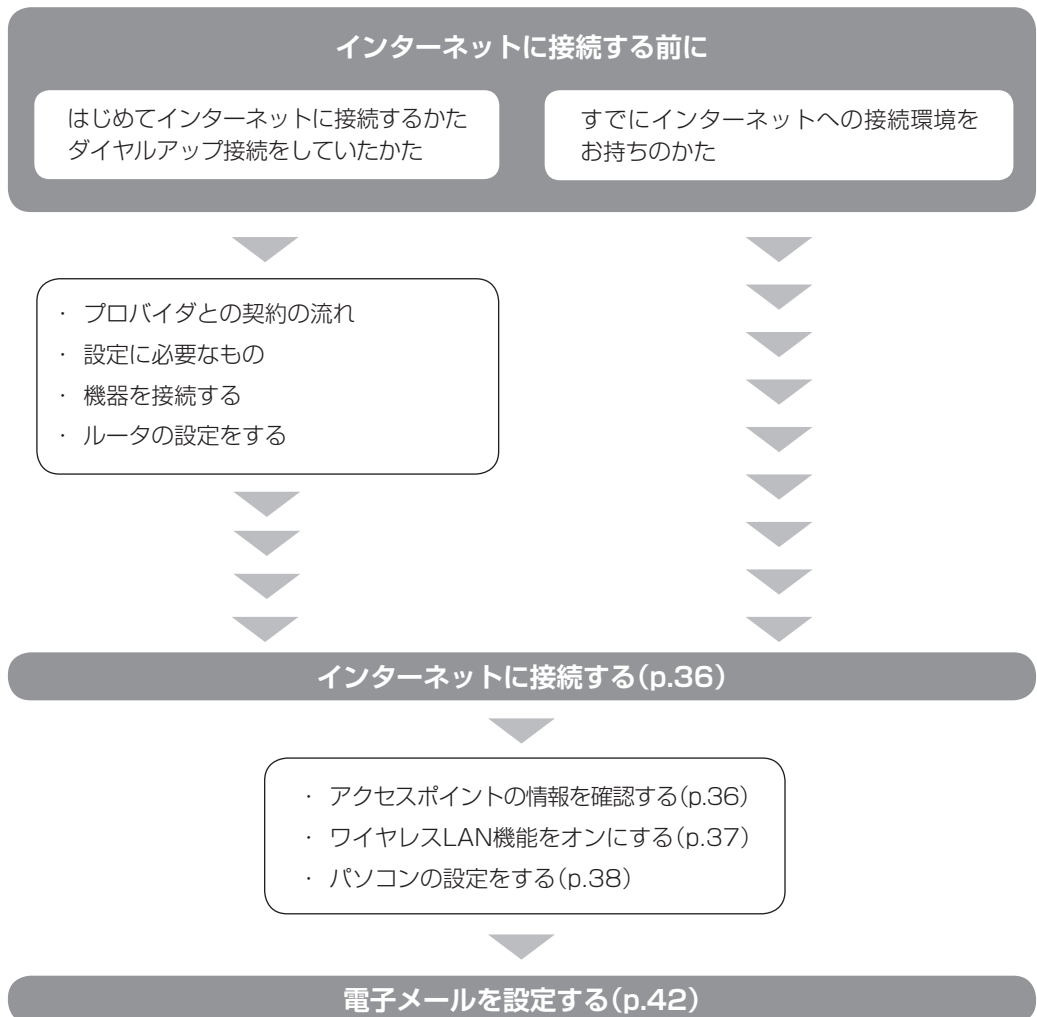 インターネットに接続する前に
はじめてインターネットに接続するかた
ダイヤルアップ接続をしていたかた
すでにインターネットへの接続環境を
お持ちのかた
· プロバイダとの契約の流れ
· 設定に必要なもの
· 機器を接続する
· ルータの設定をする
インターネットに接続する(p.36)
· アクセスポイントの情報を確認する(p.36)
· ワイヤレスLAN機能をオンにする(p.37)
· パソコンの設定をする(p.38)
電子メールを設定する(p.42)